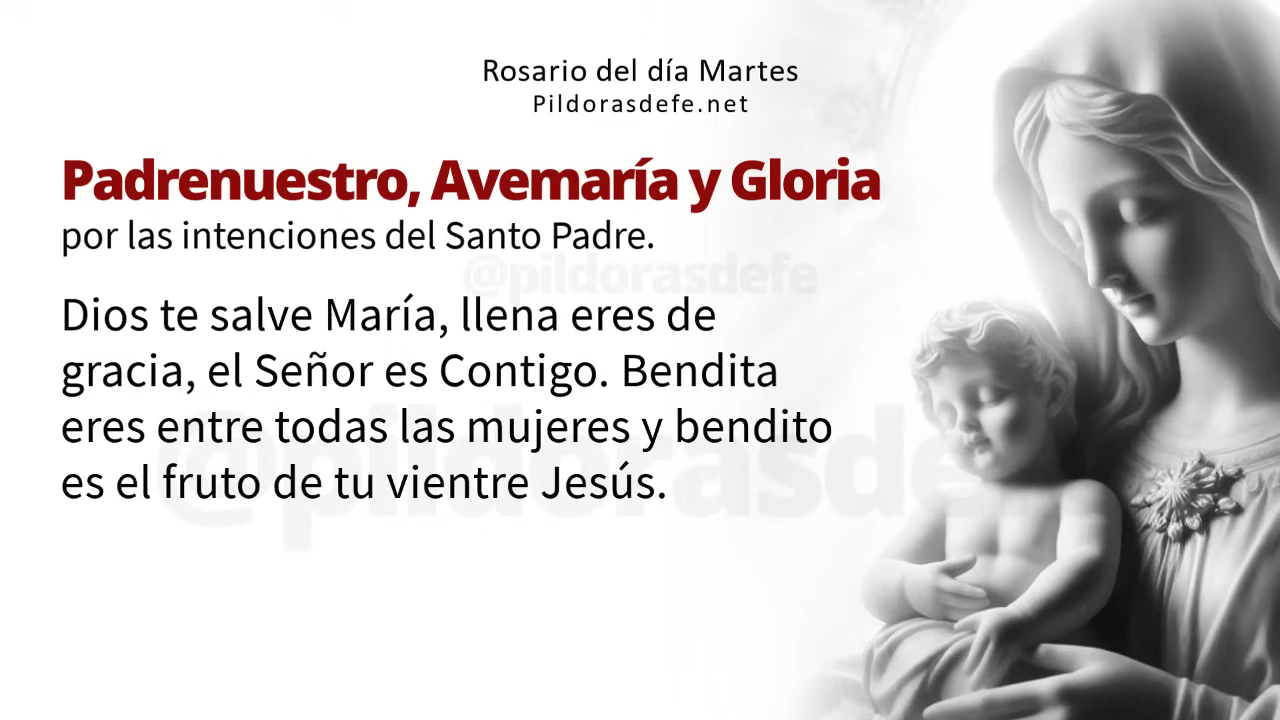 Rosario del día Martes
Pildorasdefe.net
Padrenuestro, Avemaría y Gloria
por las intenciones del Santo Padre.
@pildorasdefe
Dios te salve María, llena eres de
gracia, el Señor es Contigo. Bendita
eres entre todas las mujeres y bendito
es el fruto de tu vientre Jesús.
@pildorasdefe